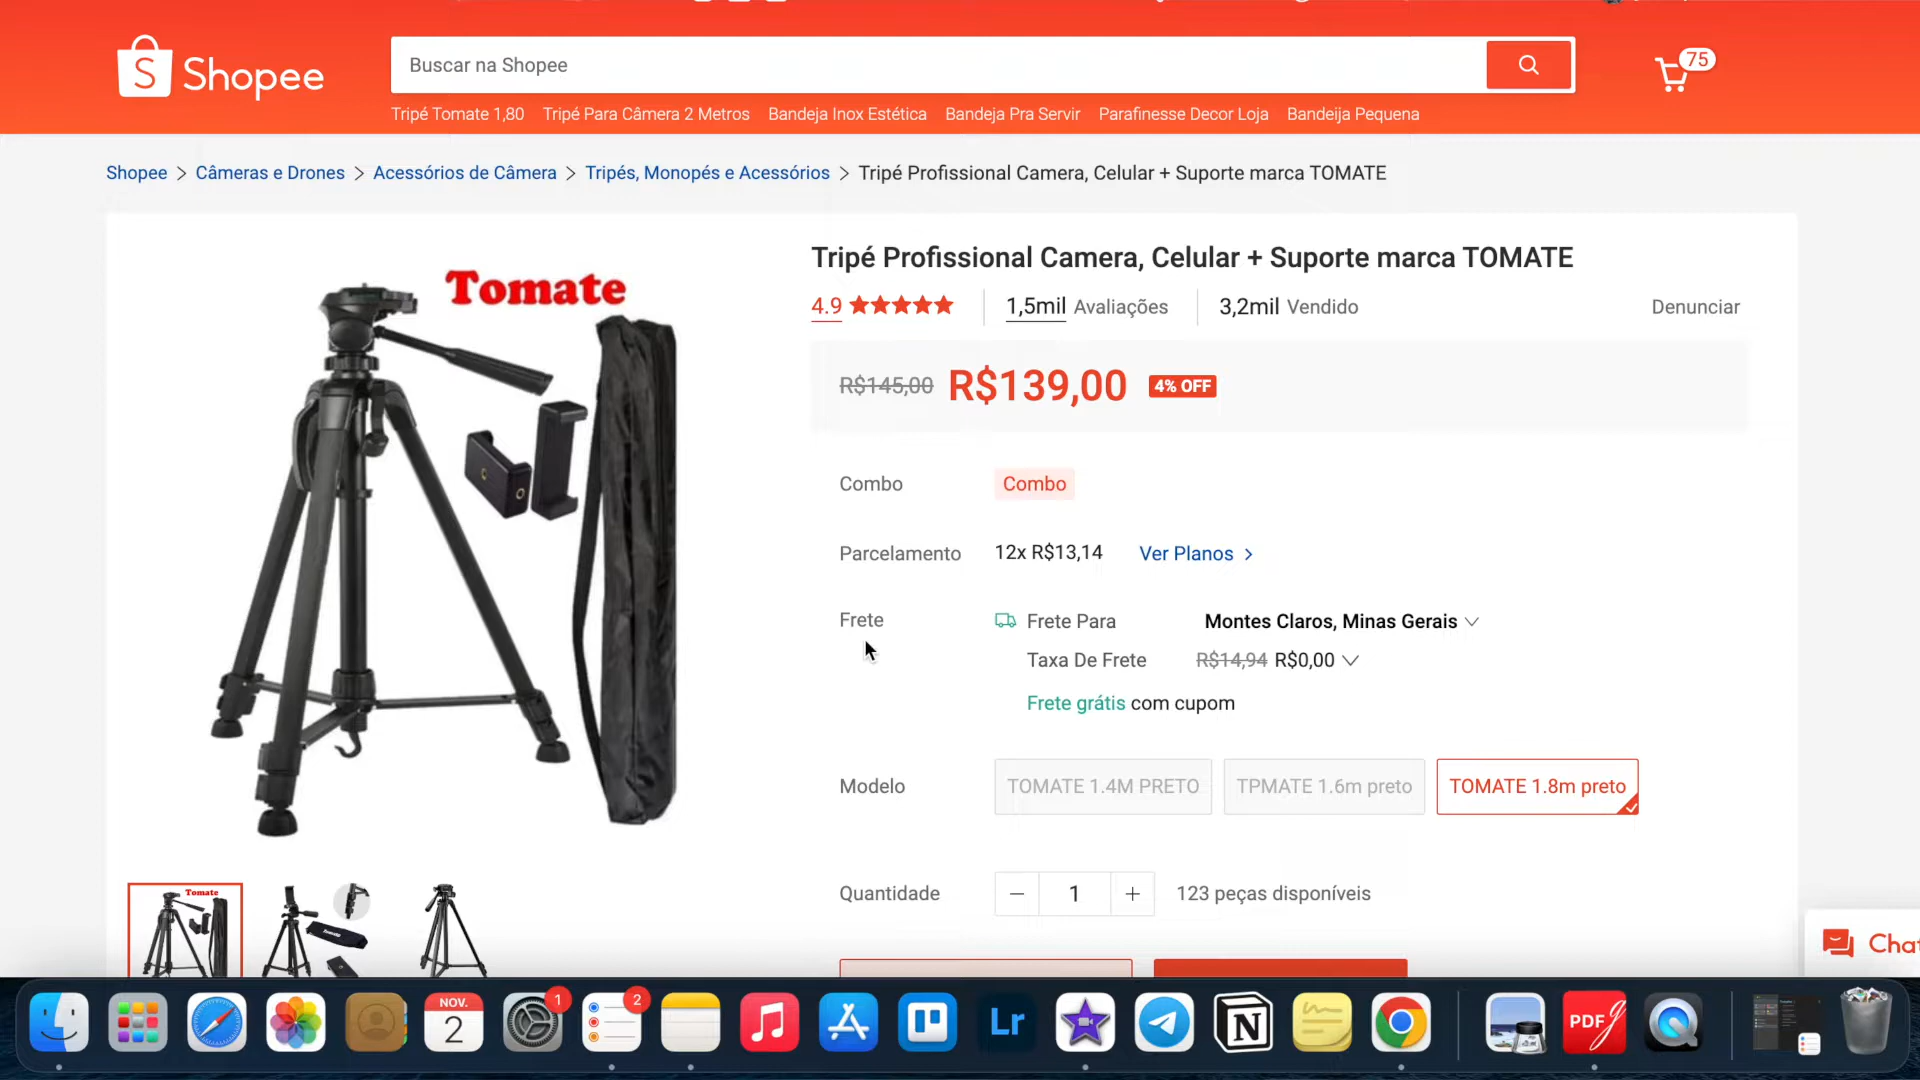 Shopee
Buscar na Shopee
75
Tripé Tomate 1,80 Tripé Para Câmera 2 Metros Bandeja Inox Estética Bandeja Pra Servir Parafinesse Decor Loja Bandeija Pequena
Shopee > Câmeras e Drones > Acessórios de Câmera > Tripés, Monopés e Acessórios > Tripé Profissional Camera, Celular + Suporte marca TOMATE
Tomate
Tripé Profissional Camera, Celular + Suporte marca TOMATE
4.9 1,5mil Avaliações 3,2mil Vendido Denunciar
R$145,00 R$139,00 4% OFF
Combo Combo
Parcelamento 12x R$13,14 Ver Planos >
Frete Frete Para Montes Claros, Minas Gerais
Taxa De Frete R$14,94 R$0,00
Frete grátis com cupom
Modelo TOMATE 1.4M PRETO TPMATE 1.6m preto TOMATE 1.8m preto
Quantidade − 1 + 123 peças disponíveis
Tomate
Chat
NOV.
2
1
2
Lr
N
PDF